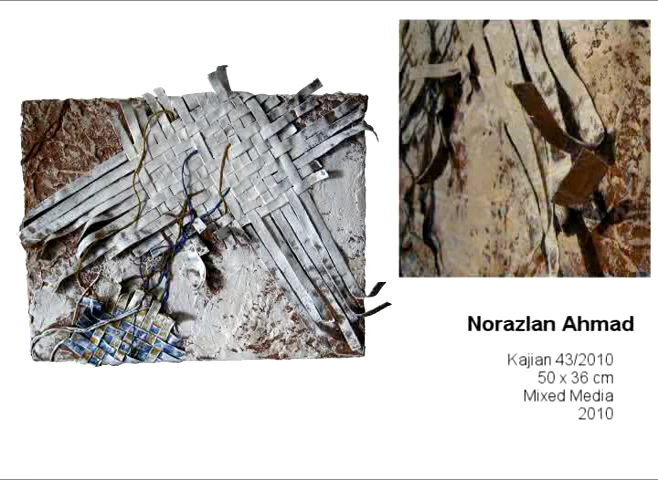 Norazlan Ahmad
Kajian 43/2010
50 x 36 cm
Mixed Media
2010